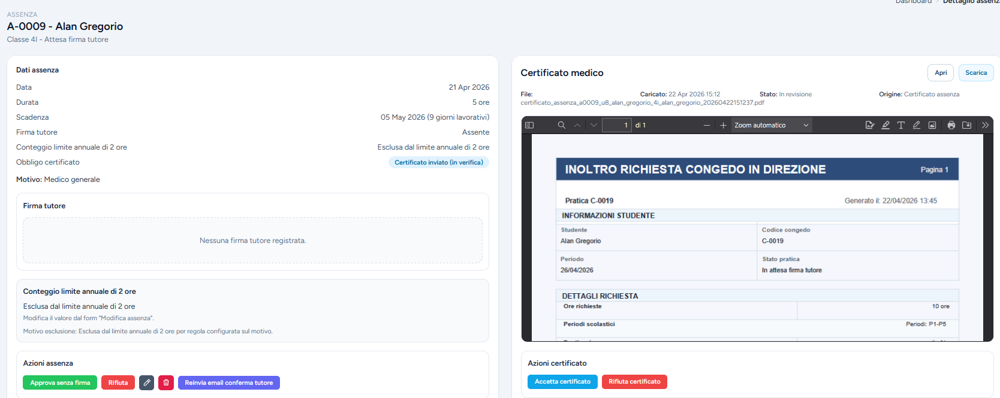 Dashboard > Dettaglio assenza
ASSENZA
A-0009 - Alan Gregorio
Classe 4I - Attesa firma tutore
Dati assenza
Data 21 Apr 2026
Durata 5 ore
Scadenza 05 May 2026 (9 giorni lavorativi)
Firma tutore Assente
Conteggio limite annuale di 2 ore Esclusa dal limite annuale di 2 ore
Obbligo certificato Certificato inviato (in verifica)
Motivo: Medico generale
Firma tutore
Nessuna firma tutore registrata.
Conteggio limite annuale di 2 ore
Esclusa dal limite annuale di 2 ore
Modifica il valore dal form "Modifica assenza".
Motivo esclusione: Esclusa dal limite annuale di 2 ore per regola configurata sul motivo.
Azioni assenza
Approva senza firma Rifiuta Reinvia email conferma tutore
Certificato medico Apri Scarica
File: Caricato: 22 Apr 2026 15:12 Stato: In revisione Origine: Certificato assenza
certificato_assenza_a0009_u8_alan_gregorio_4i_alan_gregorio_20260422151237.pdf
1 di 1 Zoom automatico
INOLTRO RICHIESTA CONGEDO IN DIREZIONE Pagina 1
Pratica C-0019 Generato il: 22/04/2026 13:45
INFORMAZIONI STUDENTE
Studente Codice congedo
Alan Gregorio C-0019
Periodo Stato pratica
26/04/2026 In attesa firma tutore
DETTAGLI RICHIESTA
Ore richieste 10 ore
Periodi scolastici Periodi: P1-P5
Azioni certificato
Accetta certificato Rifiuta certificato